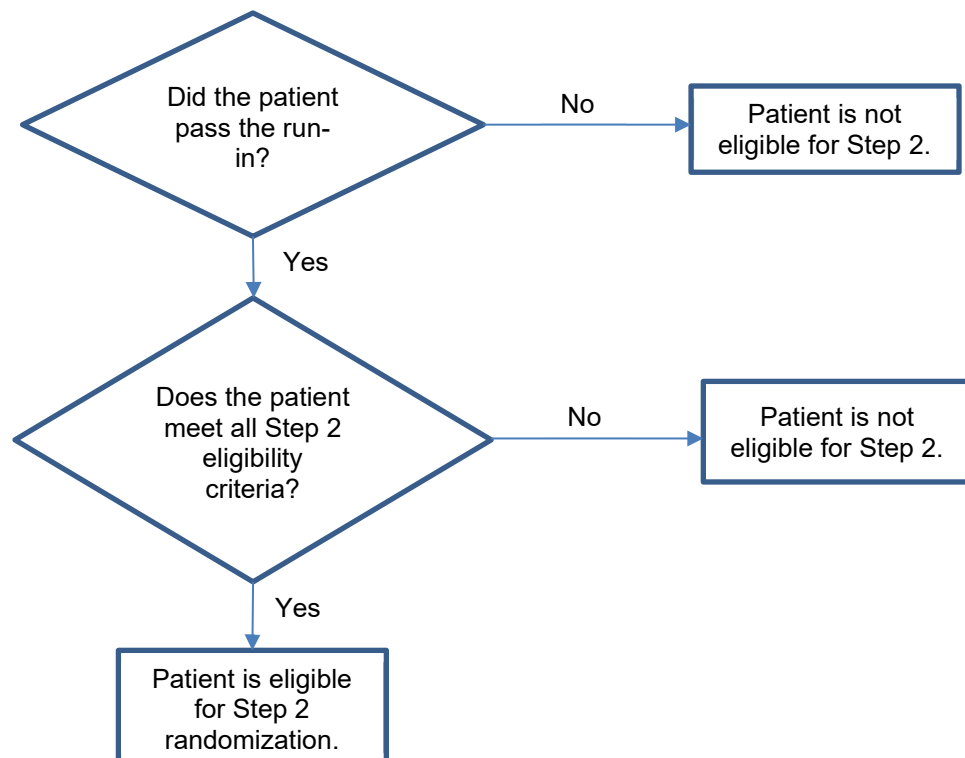 Did the patient
pass the run-
in?
No
Patient is not
eligible for Step 2.
Yes
Does the patient
meet all Step 2
eligibility
criteria?
No
Patient is not
eligible for Step 2.
Yes
Patient is eligible
for Step 2
randomization.